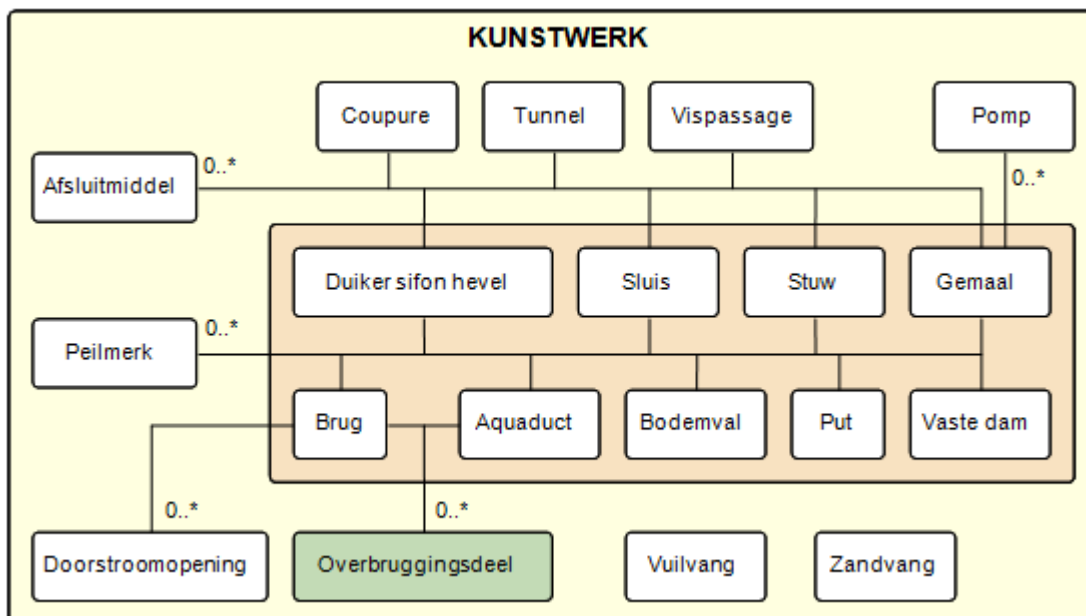 KUNSTWERK
Coupure
Tunnel
Vispassage
Pomp
Afsluitmiddel
0..*
0..*
Duiker sifon hevel
Sluis
Stuw
Gemaal
Peilmerk
0..*
Brug
Aquaduct
Bodemval
Put
Vaste dam
0..*
0..*
Doorstroomopening
Overbruggingsdeel
Vuilvang
Zandvang